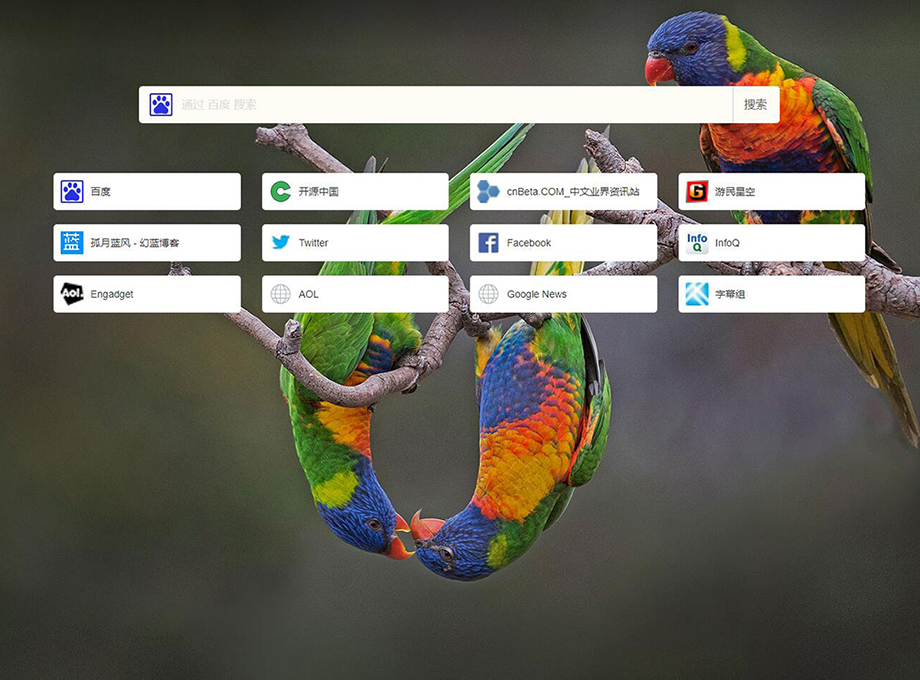 通过 百度 搜索 搜索
百度 开源中国 cnBeta.COM_中文业界资讯站 游民星空
孤月蓝风 - 幻蓝博客 Twitter Facebook InfoQ
Engadget AOL Google News 字幕组
蓝
Info Q
Aol.
G